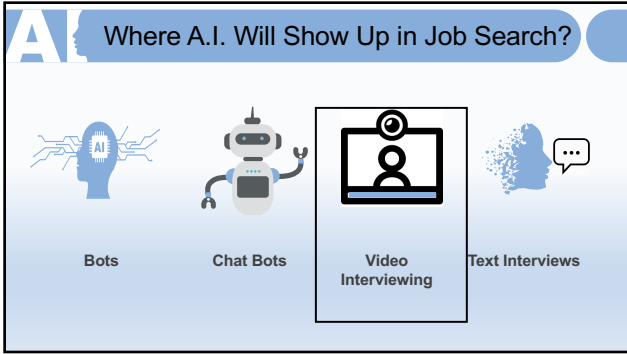 AI
Where A.I. Will Show Up in Job Search?
AI
...
Bots
Chat Bots
Video
Interviewing
Text Interviews